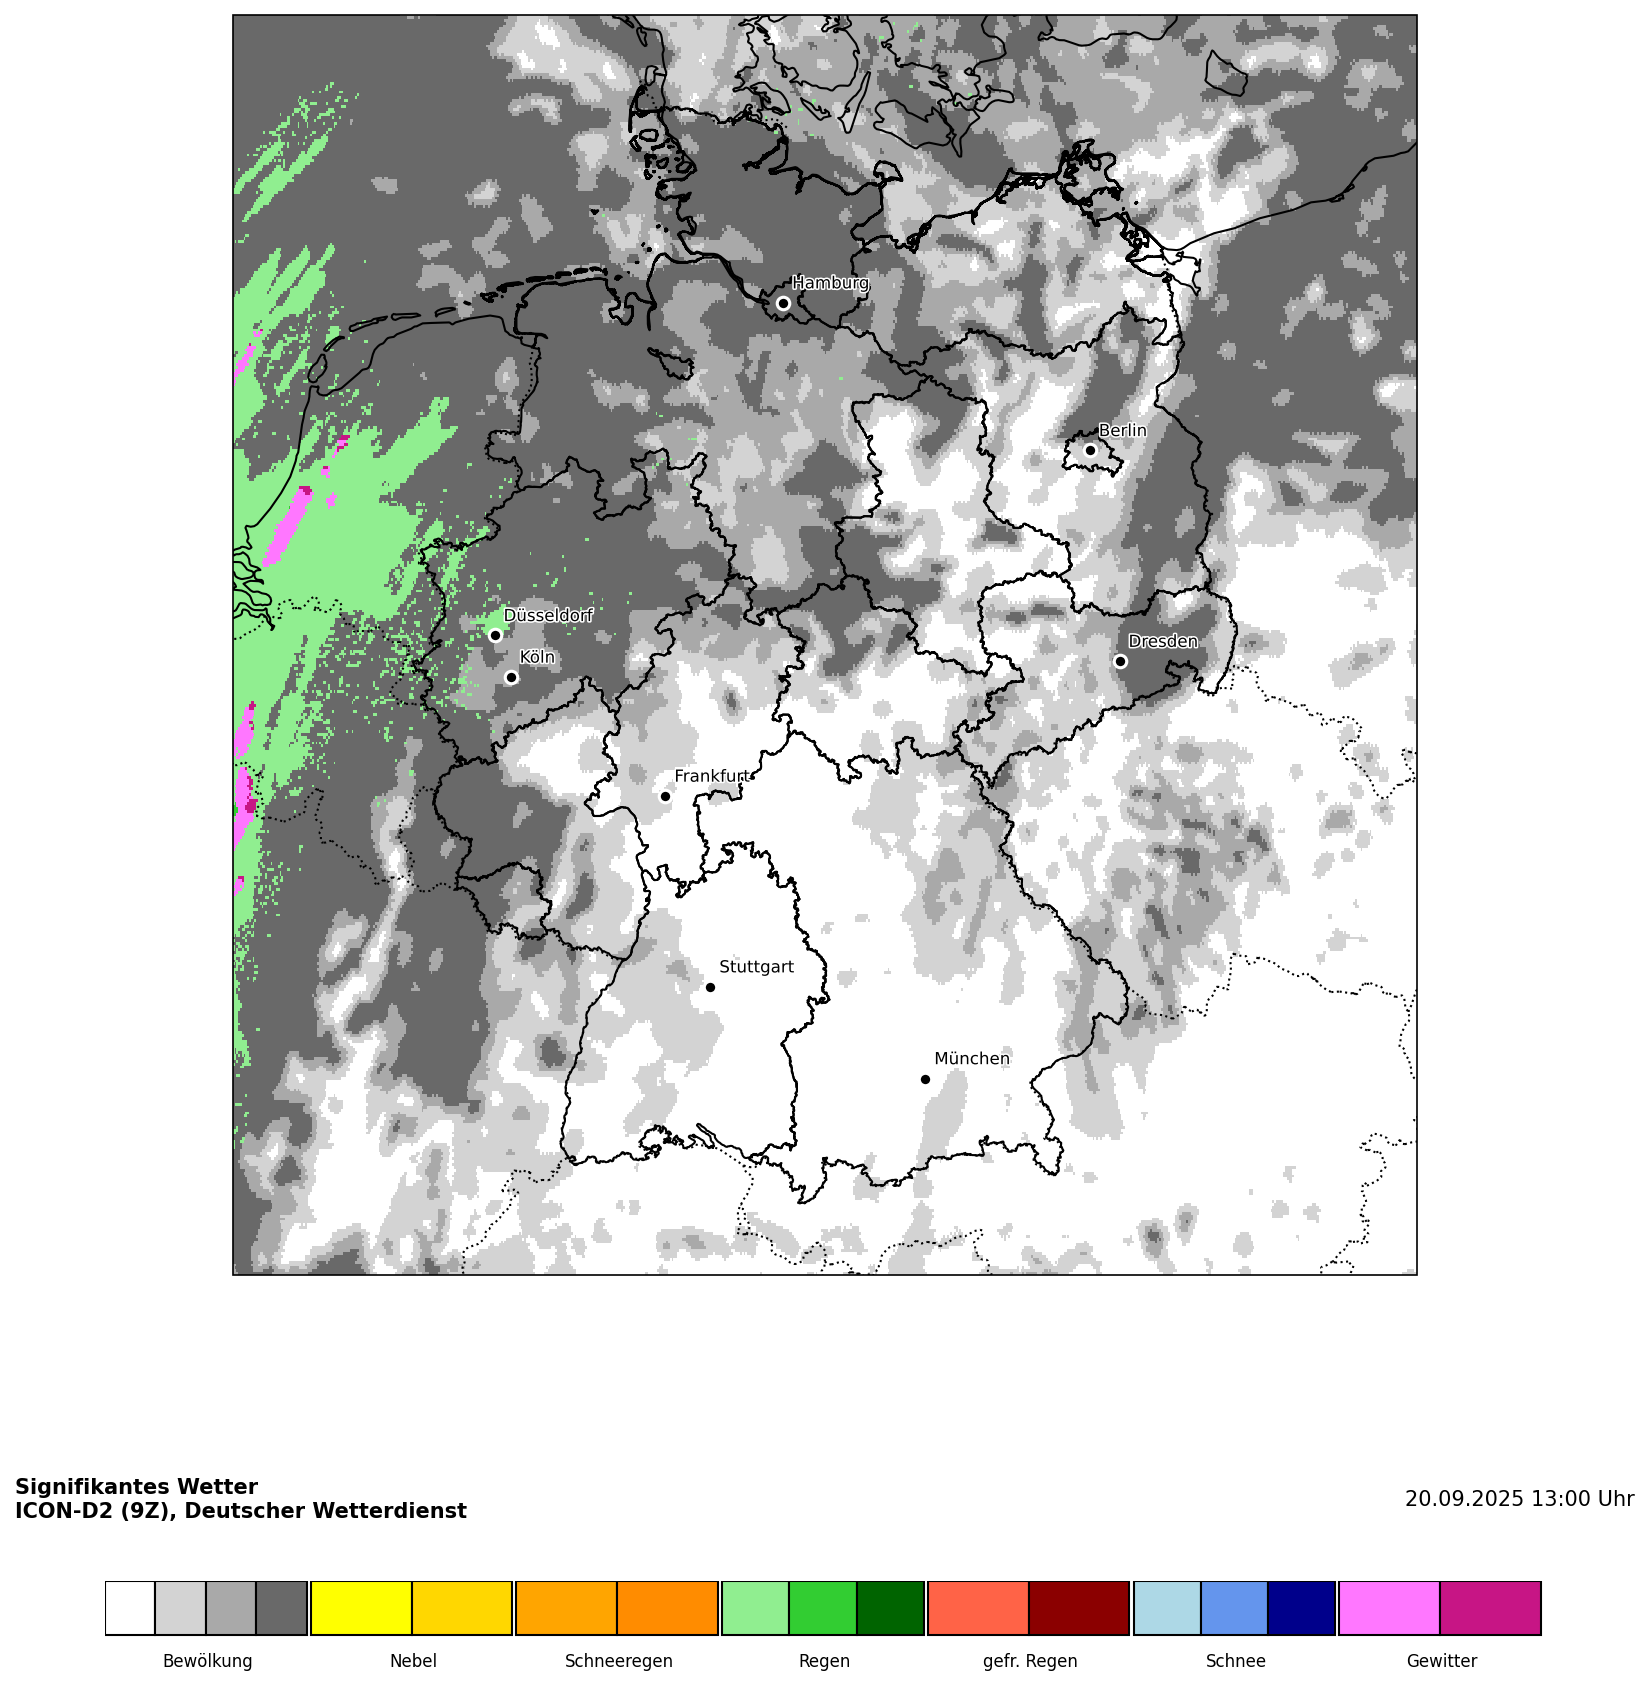 Hamburg
Berlin
Düsseldorf
Dresden
Köln
Frankfurt
Stuttgart
München
Signifikantes Wetter
ICON-D2 (9Z), Deutscher Wetterdienst
20.09.2025 13:00 Uhr
Bewölkung
Nebel
Schneeregen
Regen
gefr. Regen
Schnee
Gewitter